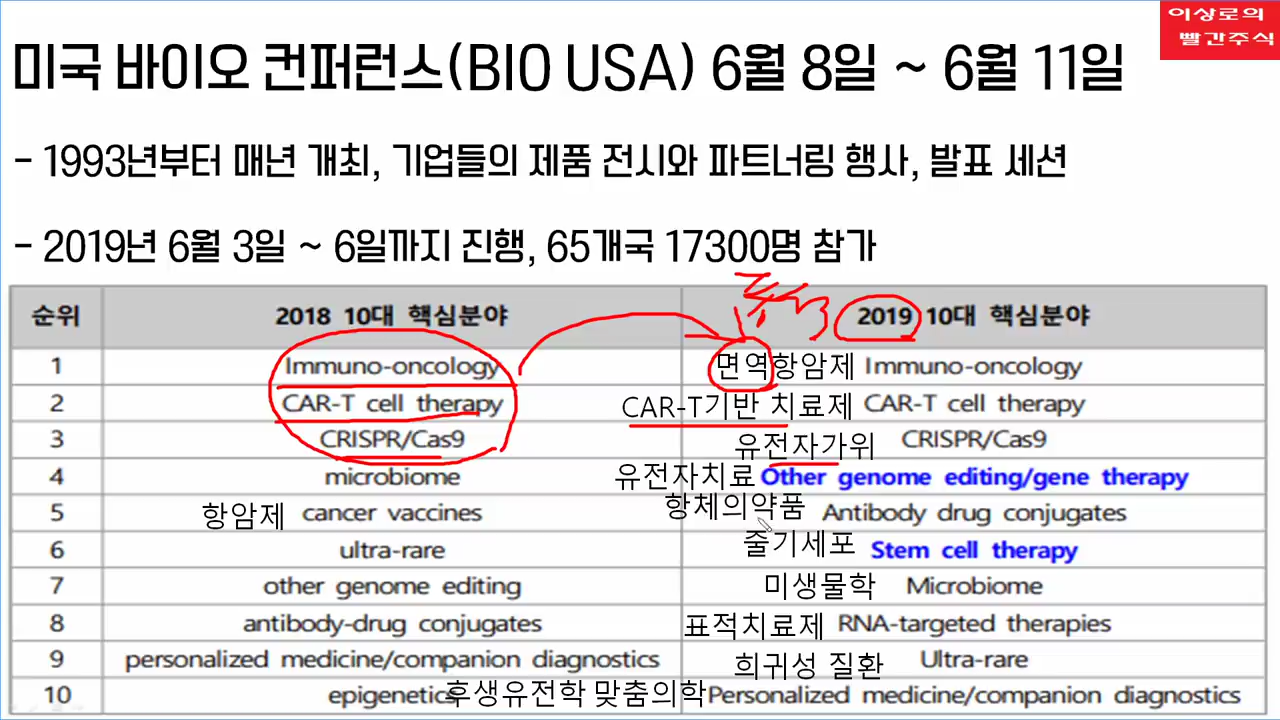 이상로의
빨간주식
미국 바이오 컨퍼런스(BIO USA) 6월 8일 ~ 6월 11일
- 1993년부터 매년 개최, 기업들의 제품 전시와 파트너링 행사, 발표 세션
- 2019년 6월 3일 ~ 6일까지 진행, 65개국 17300명 참가
순위 2018 10대 핵심분야 2019 10대 핵심분야
1 Immuno-oncology 면역항암제 Immuno-oncology
2 CAR-T cell therapy CAR-T기반 치료제 CAR-T cell therapy
3 CRISPR/Cas9 유전자가위 CRISPR/Cas9
4 microbiome 유전자치료 Other genome editing/gene therapy
5 항암제 cancer vaccines 항체의약품 Antibody drug conjugates
6 ultra-rare 줄기세포 Stem cell therapy
7 other genome editing 미생물학 Microbiome
8 antibody-drug conjugates 표적치료제 RNA-targeted therapies
9 personalized medicine/companion diagnostics 희귀성 질환 Ultra-rare
10 epigenetics 후생유전학 맞춤의학 Personalized medicine/companion diagnostics